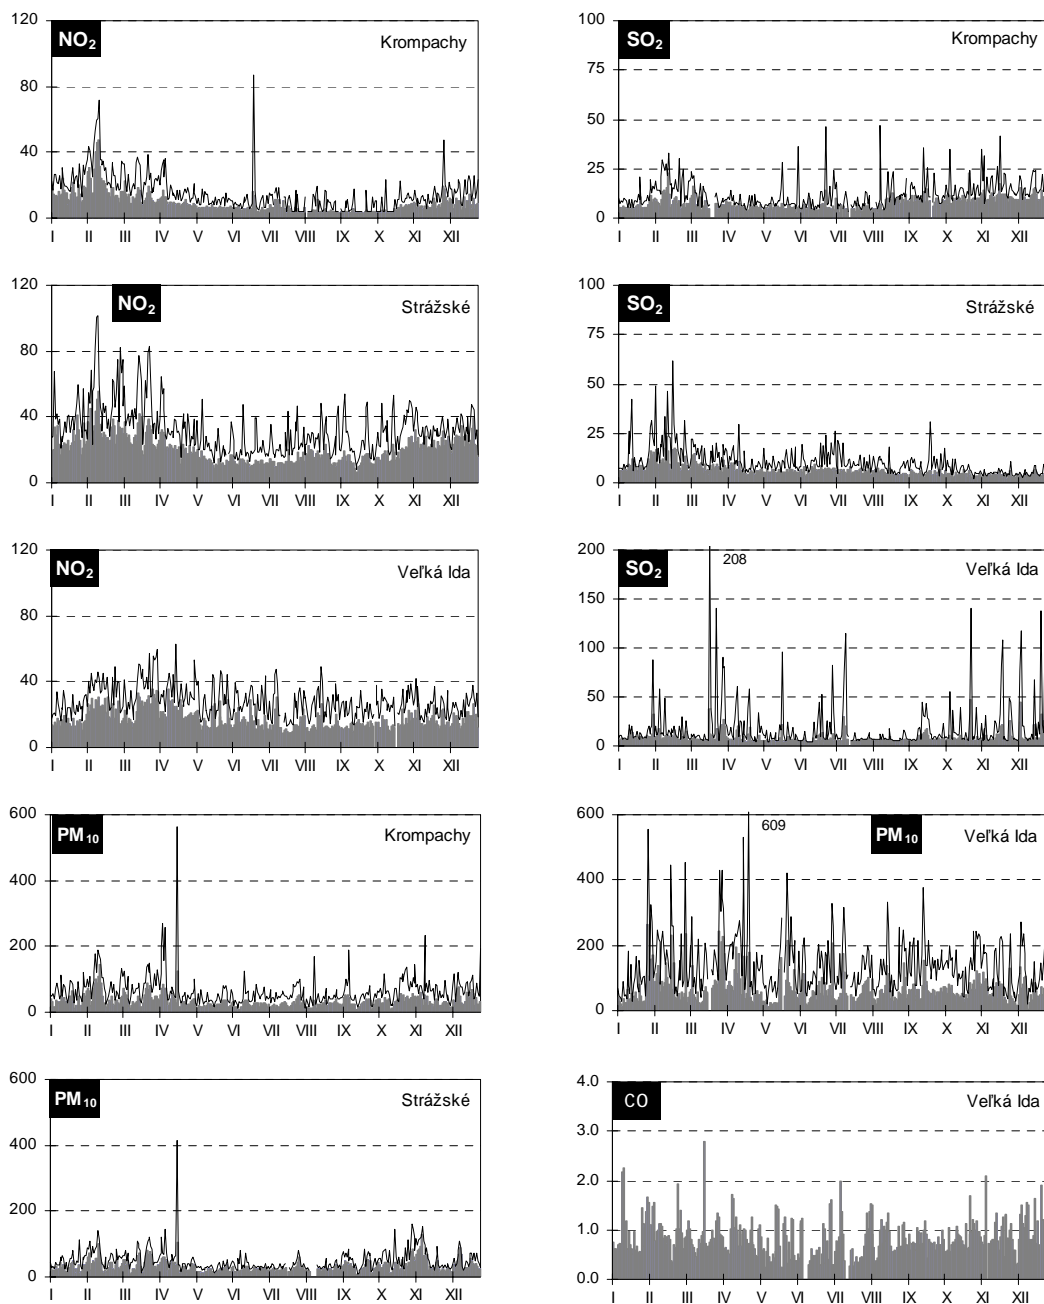 NO2
Krompachy
120
80
40
0
I II III IV V VI VII VIII IX X XI XII
SO2
Krompachy
100
75
50
25
0
I II III IV V VI VII VIII IX X XI XII
NO2
Strážské
120
80
40
0
I II III IV V VI VII VIII IX X XI XII
SO2
Strážské
100
75
50
25
0
I II III IV V VI VII VIII IX X XI XII
NO2
Veľká Ida
120
80
40
0
I II III IV V VI VII VIII IX X XI XII
SO2
208
Veľká Ida
200
150
100
50
0
I II III IV V VI VII VIII IX X XI XII
PM10
Krompachy
600
400
200
0
I II III IV V VI VII VIII IX X XI XII
609
PM10
Veľká Ida
600
400
200
0
I II III IV V VI VII VIII IX X XI XII
PM10
Strážské
600
400
200
0
I II III IV V VI VII VIII IX X XI XII
CO
Veľká Ida
4.0
3.0
2.0
1.0
0.0
I II III IV V VI VII VIII IX X XI XII